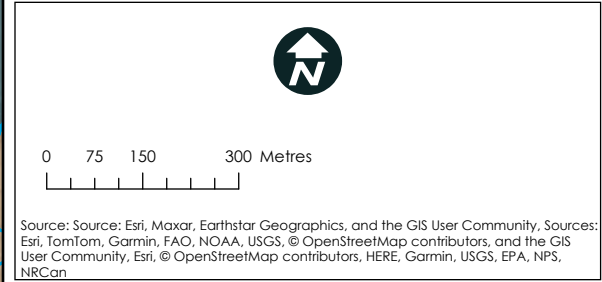 N
0 75 150 300 Metres
Source: Source: Esri, Maxar, Earthstar Geographics, and the GIS User Community, Sources:
Esri, TomTom, Garmin, FAO, NOAA, USGS, © OpenStreetMap contributors, and the GIS
User Community, Esri, © OpenStreetMap contributors, HERE, Garmin, USGS, EPA, NPS,
NRCan